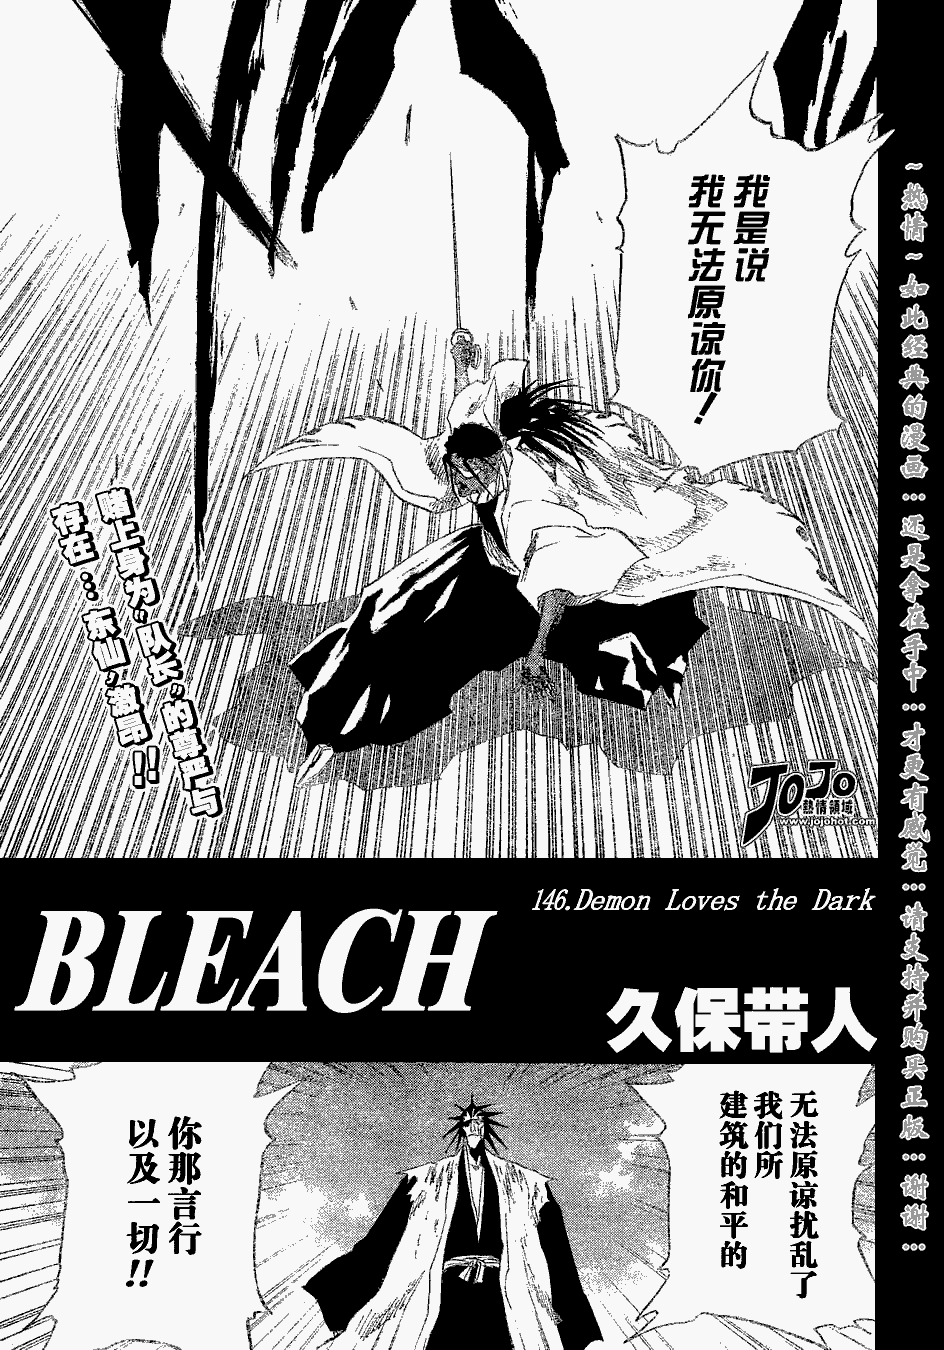 我是说
我无法原谅你！
赌上身为“队长”的尊严与
存在…东仙，激昂!!
JOJO
熱情領域
www.jojohot.com
146.Demon Loves the Dark
BLEACH
久保带人
无法原谅扰乱了
我们所
建筑的和平的
你那言行
以及一切!!
~熱情~如此经典的漫画…还是拿在手中…才更有感觉…请支持并购买正版…谢谢…